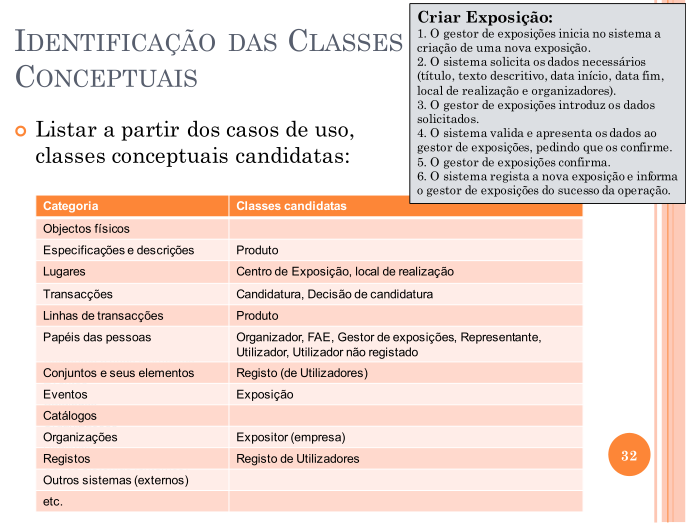 IDENTIFICAÇÃO DAS CLASSES
CONCEPTUAIS
Criar Exposição:
1. O gestor de exposições inicia no sistema a
criação de uma nova exposição.
2. O sistema solicita os dados necessários
(título, texto descritivo, data início, data fim,
local de realização e organizadores).
3. O gestor de exposições introduz os dados
solicitados.
4. O sistema valida e apresenta os dados ao
gestor de exposições, pedindo que os confirme.
5. O gestor de exposições confirma.
6. O sistema regista a nova exposição e informa
o gestor de exposições do sucesso da operação.
Listar a partir dos casos de uso,
classes conceptuais candidatas:
Categoria Classes candidatas
Objectos físicos
Especificações e descrições Produto
Lugares Centro de Exposição, local de realização
Transacções Candidatura, Decisão de candidatura
Linhas de transacções Produto
Papéis das pessoas Organizador, FAE, Gestor de exposições, Representante,
Utilizador, Utilizador não registado
Conjuntos e seus elementos Registo (de Utilizadores)
Eventos Exposição
Catálogos
Organizações Expositor (empresa)
Registos Registo de Utilizadores
Outros sistemas (externos)
etc.
32